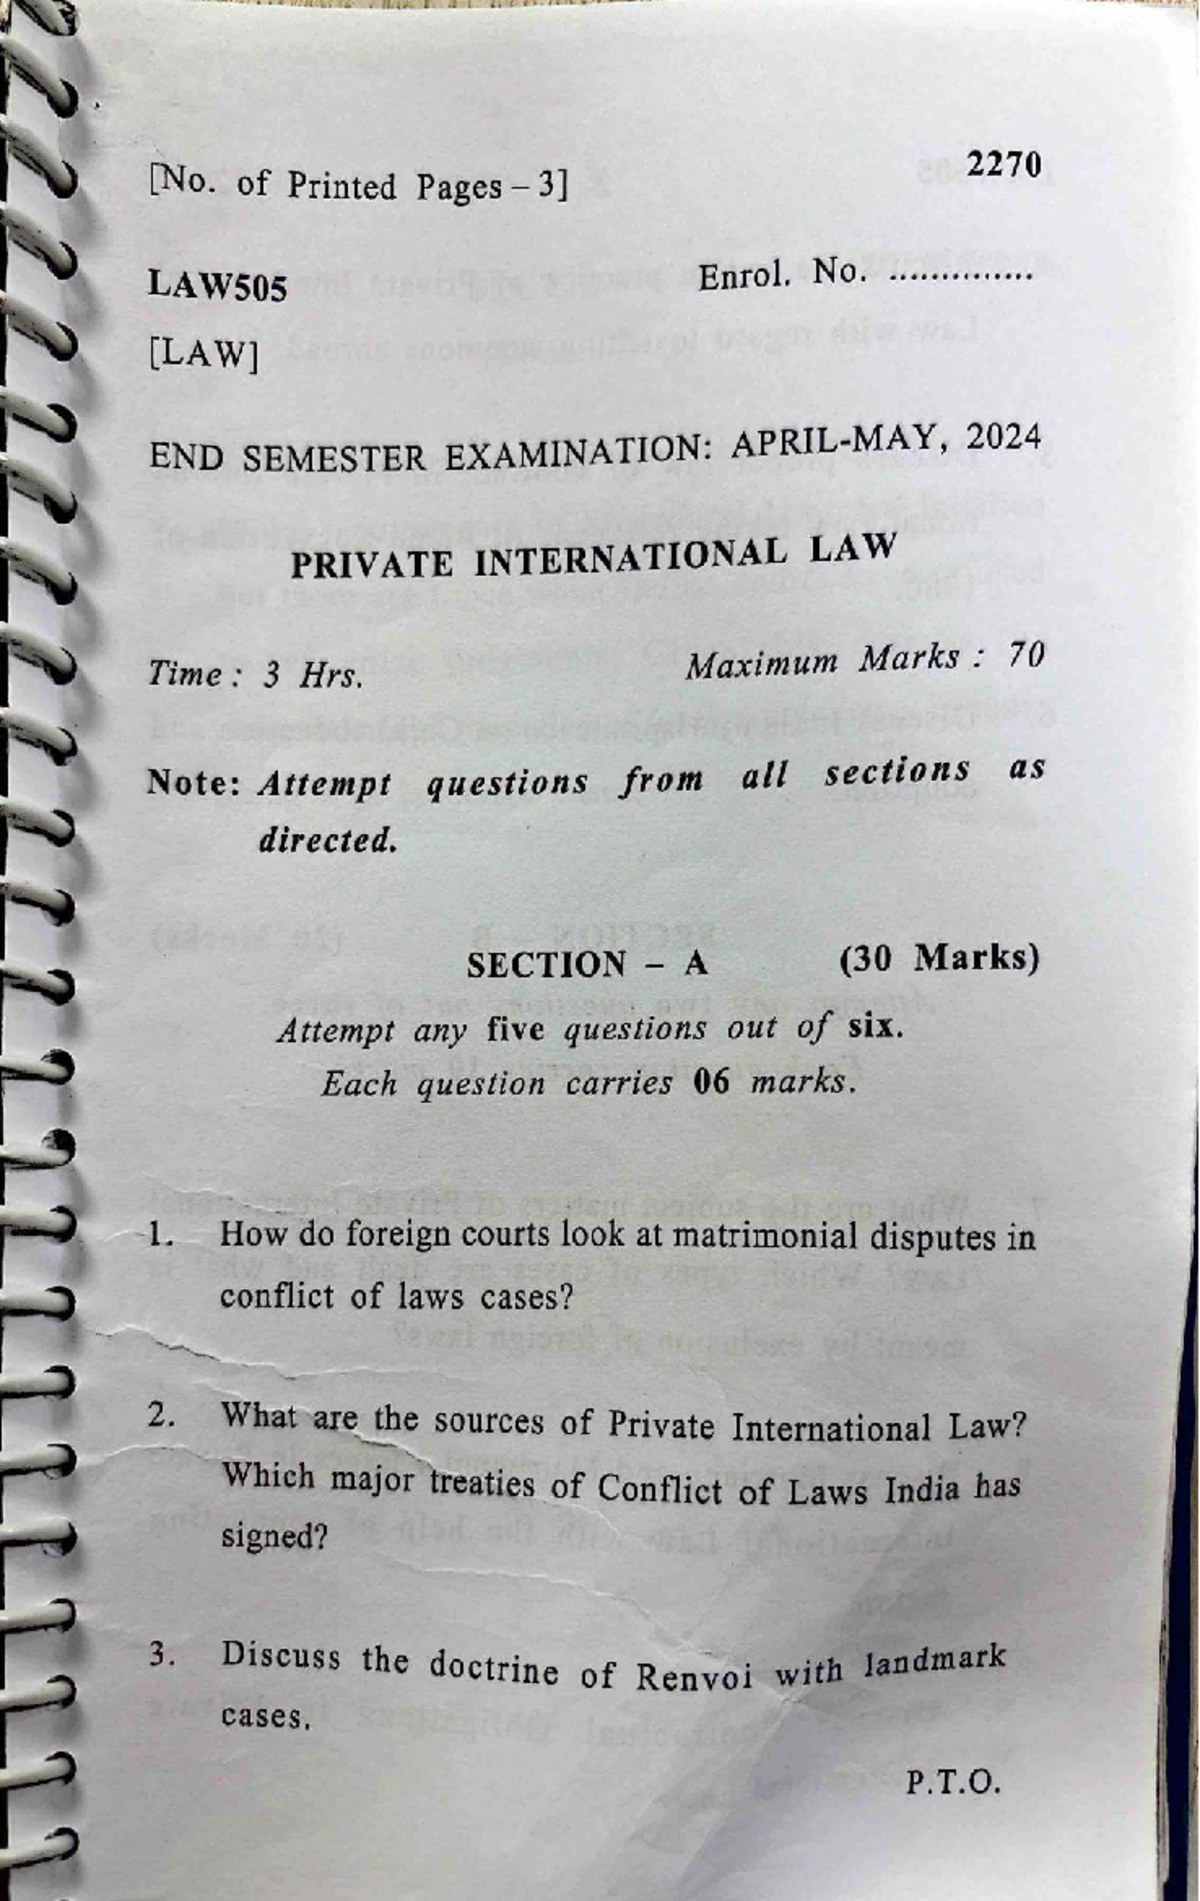 [No. of Printed Pages – 3] 2270
LAW505 Enrol. No. ..............
[LAW]
END SEMESTER EXAMINATION: APRIL-MAY, 2024
PRIVATE INTERNATIONAL LAW
Time : 3 Hrs. Maximum Marks : 70
Note: Attempt questions from all sections as
directed.
SECTION – A (30 Marks)
Attempt any five questions out of six.
Each question carries 06 marks.
1. How do foreign courts look at matrimonial disputes in
conflict of laws cases?
2. What are the sources of Private International Law?
Which major treaties of Conflict of Laws India has
signed?
3. Discuss the doctrine of Renvoi with landmark
cases.
P.T.O.